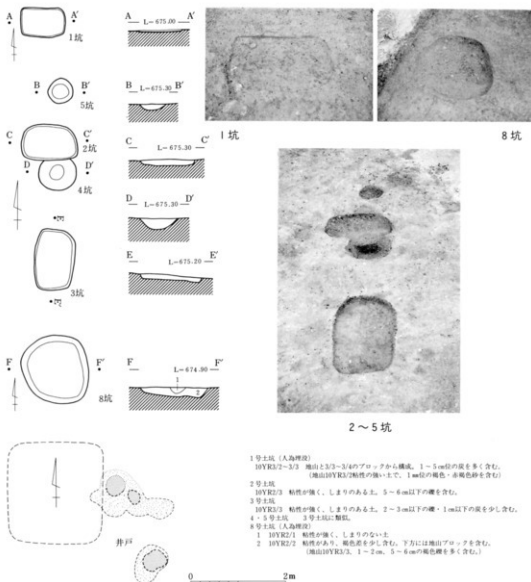 A A′
1坑
B B′
5坑
C C′
2坑
D D′
4坑
E
3坑
E′
F F′
8坑
井戸
A L=675.00 A′
B L=675.30 B′
C L=675.30 C′
D L=675.30 D′
E L=675.20 E′
F L=674.90 F′
1
2
1坑
8坑
2~5坑
1号土坑(人為埋没)
10YR3/2~3/3 地山と3/3~3/4のブロックから構成。1~5cm位の炭を多く含む。
(地山10YR3/2粘性の強い土で、1mm位の褐色・赤褐色砂を含む)
2号土坑
10YR2/3 粘性が強く、しまりのある土。5~6cm以下の礫を含む。
3号土坑
10YR3/3 粘性が強く、しまりのある土。2~3cm以下の礫・1cm以下の炭を少し含む。
4・5号土坑 3号土坑に類似。
8号土坑(人為埋没)
1 10YR2/1 粘性が強く、しまりのない土
2 10YR2/2 粘性があり、褐色岩を少し含む。下方には地山ブロックを含む。
(地山10YR3/3、1~2cm、5~6cmの褐色礫を多く含む。)
0 2m